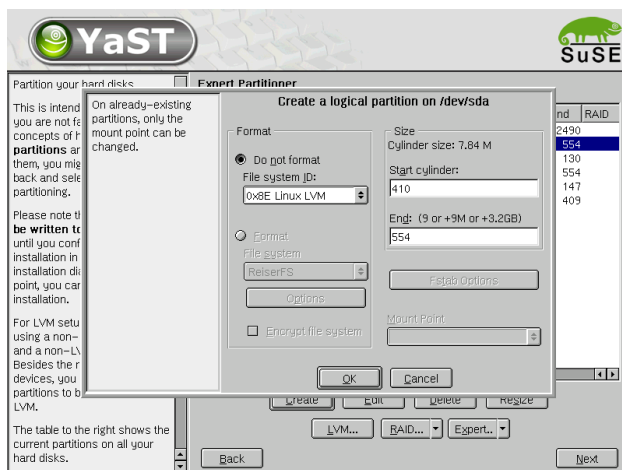 YaST
SuSE
Partition your hard disks
This is intend
you are not fa
concepts of h
partitions ar
them, you mig
back and sele
partitioning.
Please note th
be written to
until you conf
installation in
installation dia
point, you car
installation.
For LVM setu
using a non-
and a non-LV
Besides the r
devices, you
partitions to b
LVM.
The table to the right shows the
current partitions on all your
hard disks.
Expert Partitioner
nd RAID
2490
554
130
554
147
409
On already-existing
partitions, only the
mount point can be
changed.
Create a logical partition on /dev/sda
Format
Do not format
File system ID:
0x8E Linux LVM
Format
File system
ReiserFS
Options
Encrypt file system
Size
Cylinder size: 7.84 M
Start cylinder:
410
End: (9 or +9M or +3.2GB)
554
Fstab Options
Mount Point
OK
Cancel
Create
Edit
Delete
Resize
LVM...
RAID...
Expert..
Back
Next